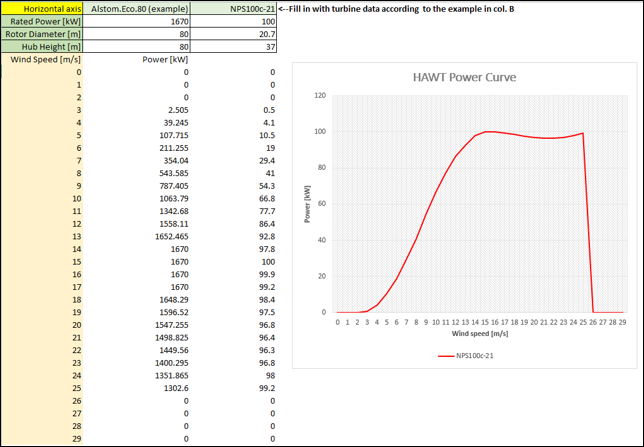 Horizontal axis Alstom.Eco.80 (example) NPS100c-21 <--Fill in with turbine data according to the example in col. B
Rated Power [kW] 1670 100
Rotor Diameter [m] 80 20.7
Hub Height [m] 80 37
Wind Speed [m/s] Power [kW]
0 0 0
1 0 0
2 0 0
3 2.505 0.5
4 39.245 4.1
5 107.715 10.5
6 211.255 19
7 354.04 29.4
8 543.585 41
9 787.405 54.3
10 1063.79 66.8
11 1342.68 77.7
12 1558.11 86.4
13 1652.465 92.8
14 1670 97.8
15 1670 100
16 1670 99.9
17 1670 99.2
18 1648.29 98.4
19 1596.52 97.5
20 1547.255 96.8
21 1498.825 96.4
22 1449.56 96.3
23 1400.295 96.8
24 1351.865 98
25 1302.6 99.2
26 0 0
27 0 0
28 0 0
29 0 0
HAWT Power Curve
Power [kW]
120
100
80
60
40
20
0
0 1 2 3 4 5 6 7 8 9 10 11 12 13 14 15 16 17 18 19 20 21 22 23 24 25 26 27 28 29
Wind speed [m/s]
NPS100c-21